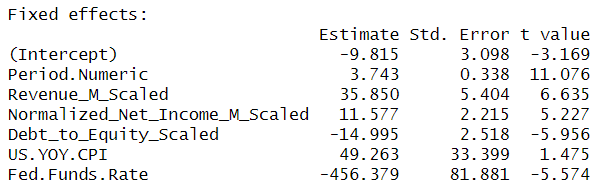 Fixed effects:
Estimate Std. Error t value
(Intercept) -9.815 3.098 -3.169
Period.Numeric 3.743 0.338 11.076
Revenue_M_Scaled 35.850 5.404 6.635
Normalized_Net_Income_M_Scaled 11.577 2.215 5.227
Debt_to_Equity_Scaled -14.995 2.518 -5.956
US.YOY.CPI 49.263 33.399 1.475
Fed.Funds.Rate -456.379 81.881 -5.574